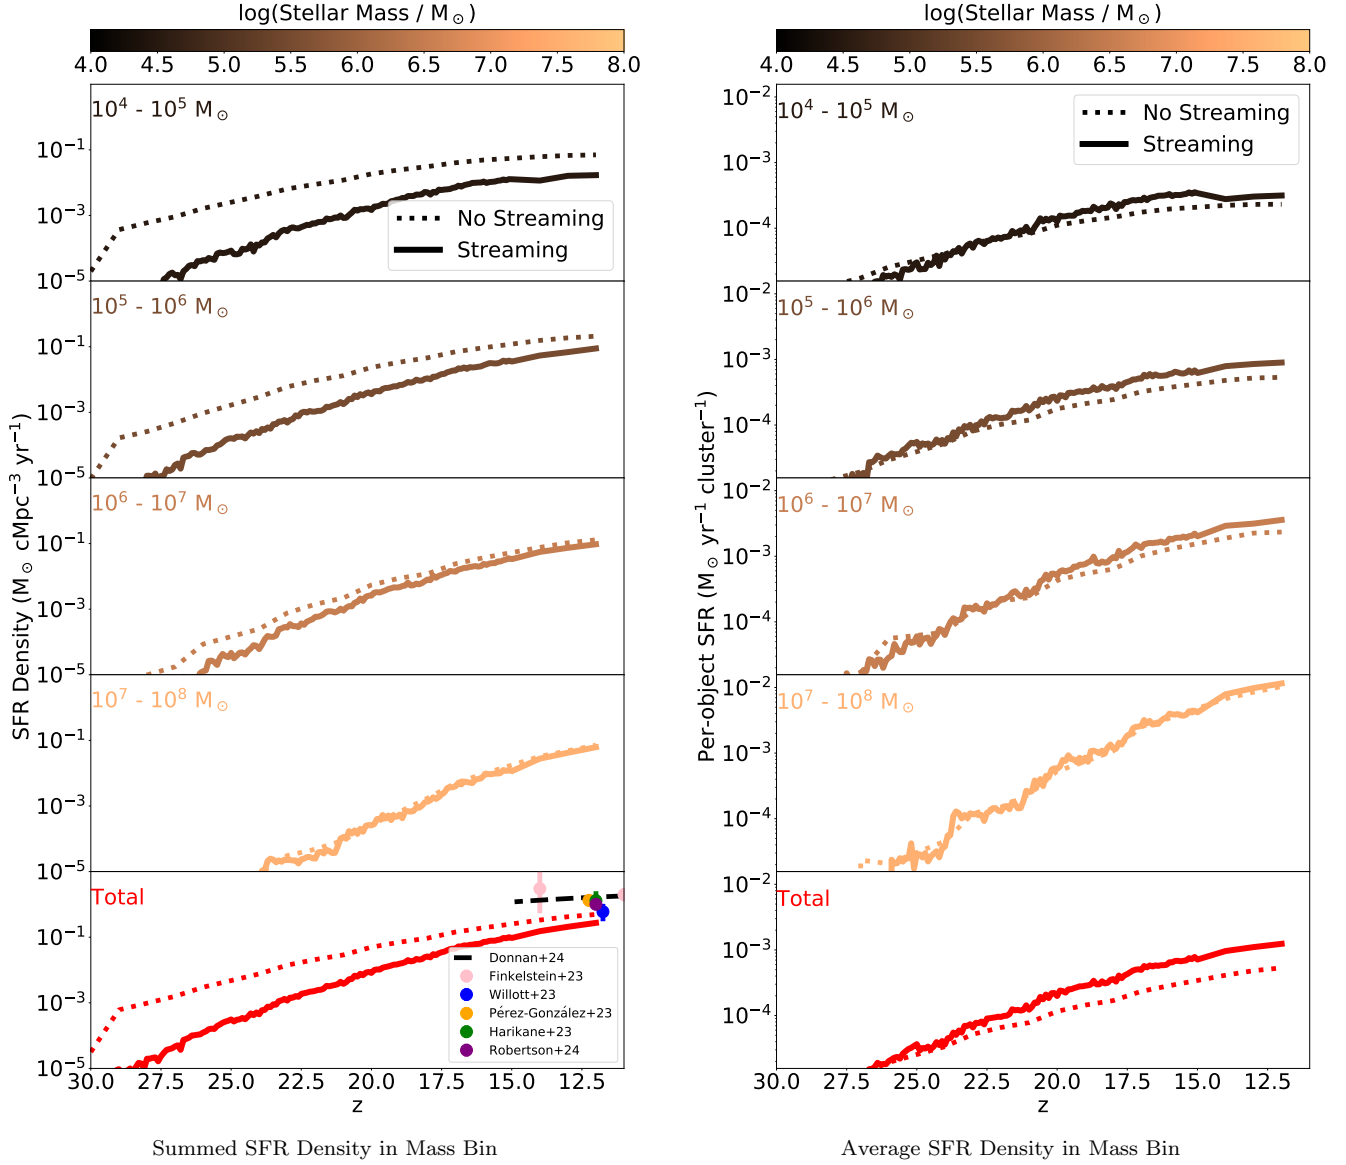 log(Stellar Mass / M⊙)
4.0 4.5 5.0 5.5 6.0 6.5 7.0 7.5 8.0
10⁴ - 10⁵ M⊙
10⁻¹
10⁻³
10⁻⁵
No Streaming
Streaming
10⁵ - 10⁶ M⊙
10⁻¹
10⁻³
10⁻⁵
10⁶ - 10⁷ M⊙
10⁻¹
10⁻³
10⁻⁵
10⁷ - 10⁸ M⊙
10⁻¹
10⁻³
10⁻⁵
Total
10⁻¹
10⁻³
10⁻⁵
Donnan+24
Finkelstein+23
Willott+23
Pérez-González+23
Harikane+23
Robertson+24
SFR Density (M⊙ cMpc⁻³ yr⁻¹)
30.0 27.5 25.0 22.5 20.0 17.5 15.0 12.5
z
Summed SFR Density in Mass Bin
log(Stellar Mass / M⊙)
4.0 4.5 5.0 5.5 6.0 6.5 7.0 7.5 8.0
10⁴ - 10⁵ M⊙
10⁻²
10⁻³
10⁻⁴
No Streaming
Streaming
10⁵ - 10⁶ M⊙
10⁻²
10⁻³
10⁻⁴
10⁶ - 10⁷ M⊙
10⁻²
10⁻³
10⁻⁴
10⁷ - 10⁸ M⊙
10⁻²
10⁻³
10⁻⁴
Total
10⁻²
10⁻³
10⁻⁴
Per-object SFR (M⊙ yr⁻¹ cluster⁻¹)
30.0 27.5 25.0 22.5 20.0 17.5 15.0 12.5
z
Average SFR Density in Mass Bin